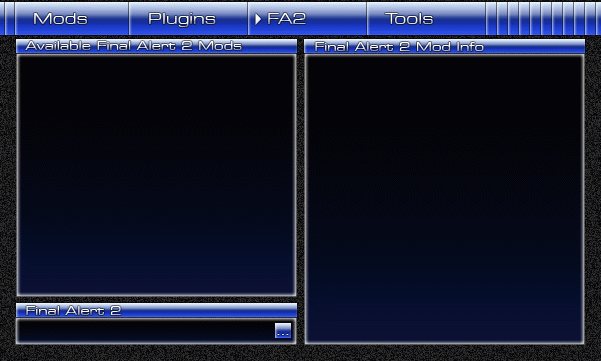 Mods Plugins FA2 Tools
Available Final Alert 2 Mods
Final Alert 2 Mod Info
Final Alert 2
...